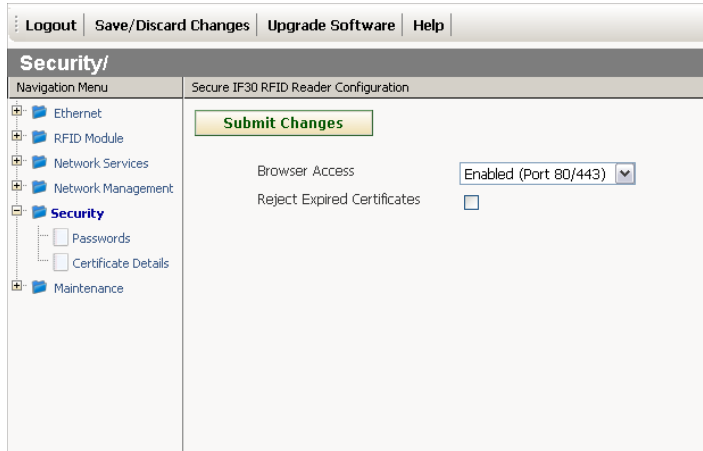 Logout Save/Discard Changes Upgrade Software Help
Security/
Navigation Menu
Secure IF30 RFID Reader Configuration
Ethernet
RFID Module
Network Services
Network Management
Security
Passwords
Certificate Details
Maintenance
Submit Changes
Browser Access Enabled (Port 80/443)
Reject Expired Certificates